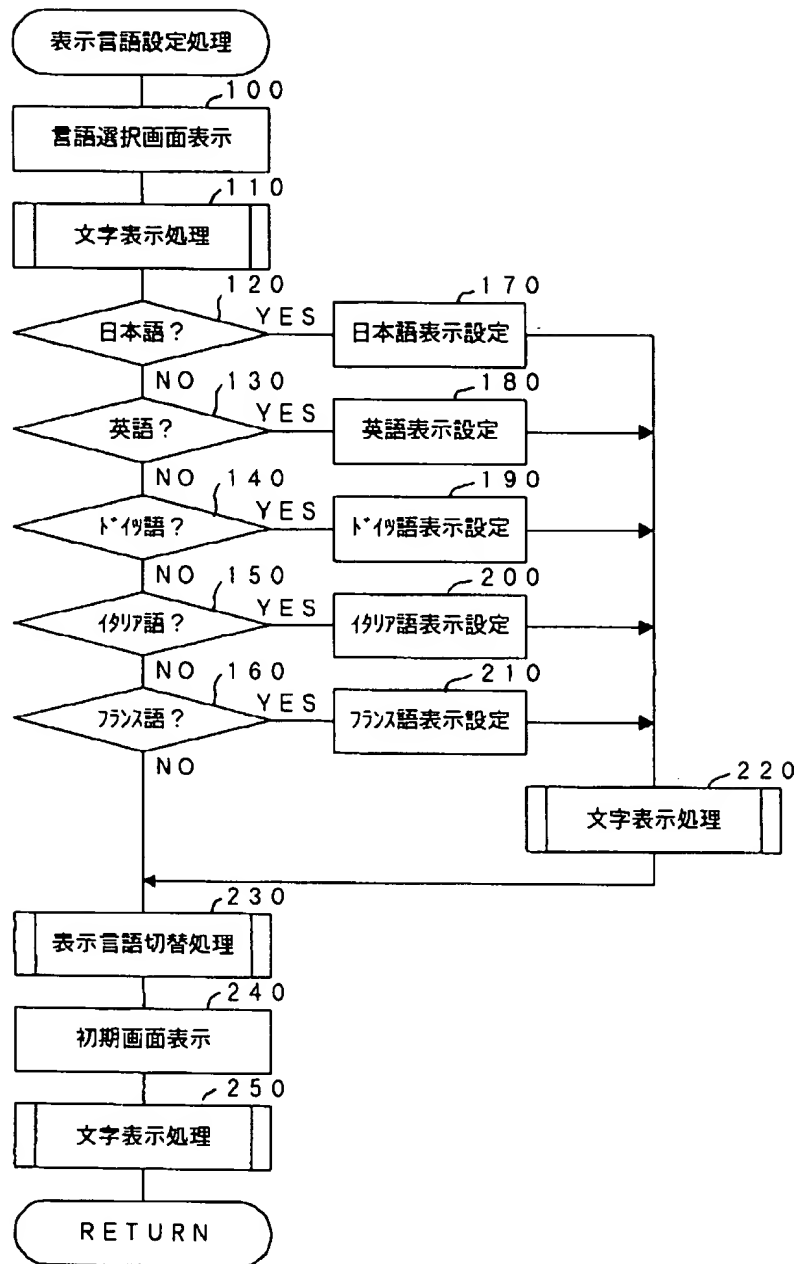 表示言語設定処理
100
言語選択画面表示
110
文字表示処理
120
日本語?
YES
170
日本語表示設定
NO
130
英語?
YES
180
英語表示設定
NO
140
ドイツ語?
YES
190
ドイツ語表示設定
NO
150
イタリア語?
YES
200
イタリア語表示設定
NO
160
フランス語?
YES
210
フランス語表示設定
NO
220
文字表示処理
230
表示言語切替処理
240
初期画面表示
250
文字表示処理
RETURN